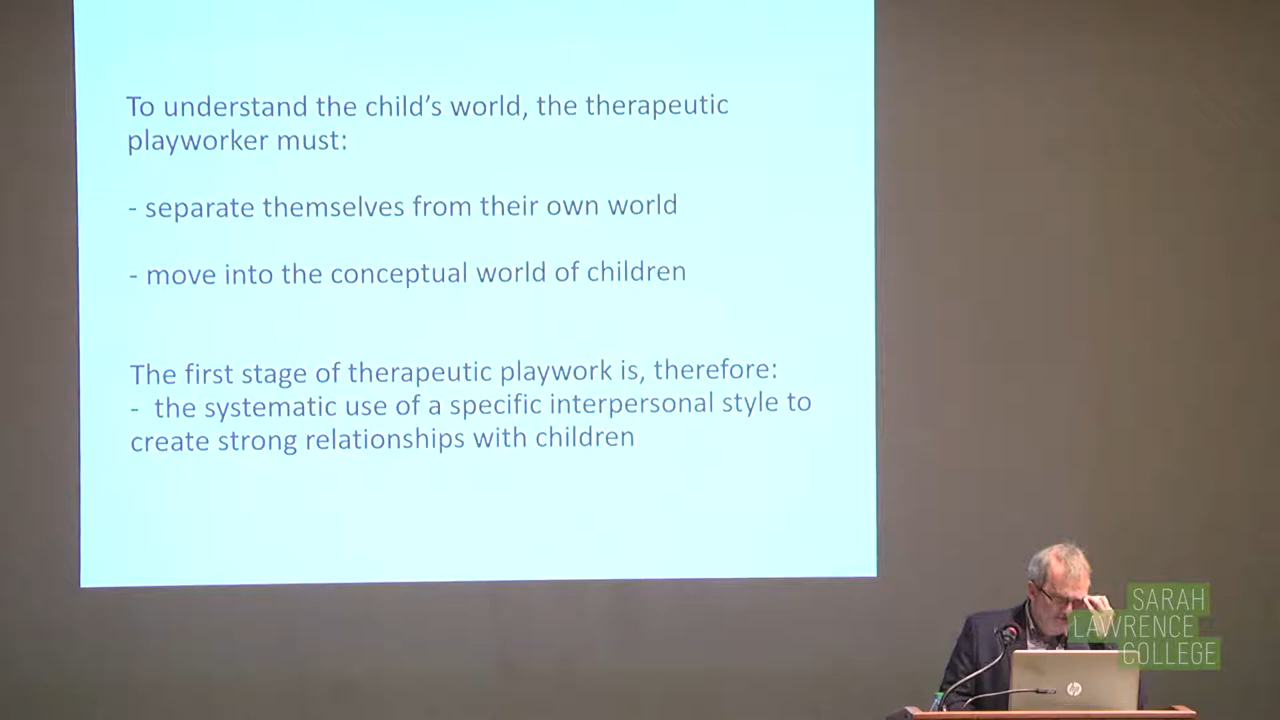 To understand the child's world, the therapeutic
playworker must:
- separate themselves from their own world
- move into the conceptual world of children
The first stage of therapeutic playwork is, therefore:
- the systematic use of a specific interpersonal style to
create strong relationships with children
SARAH
LAWRENCE
COLLEGE
hp